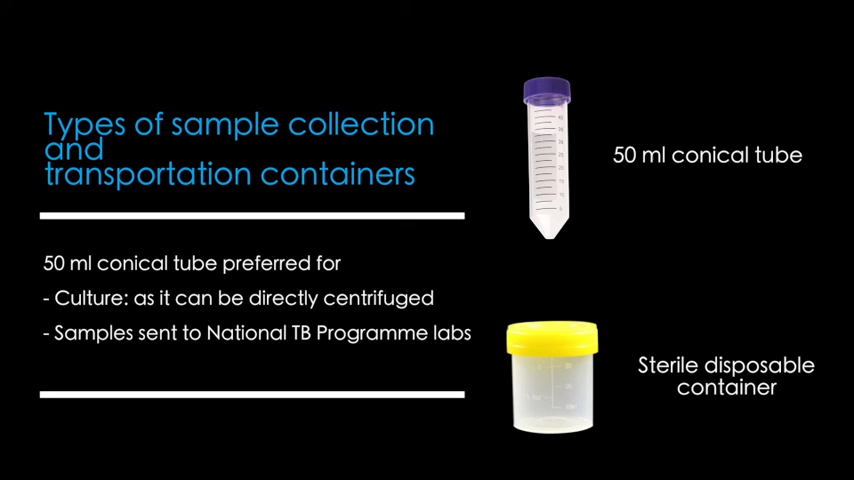 Types of sample collection
and
transportation containers
50 ml conical tube preferred for
- Culture: as it can be directly centrifuged
- Samples sent to National TB Programme labs
50 ml conical tube
Sterile disposable
container